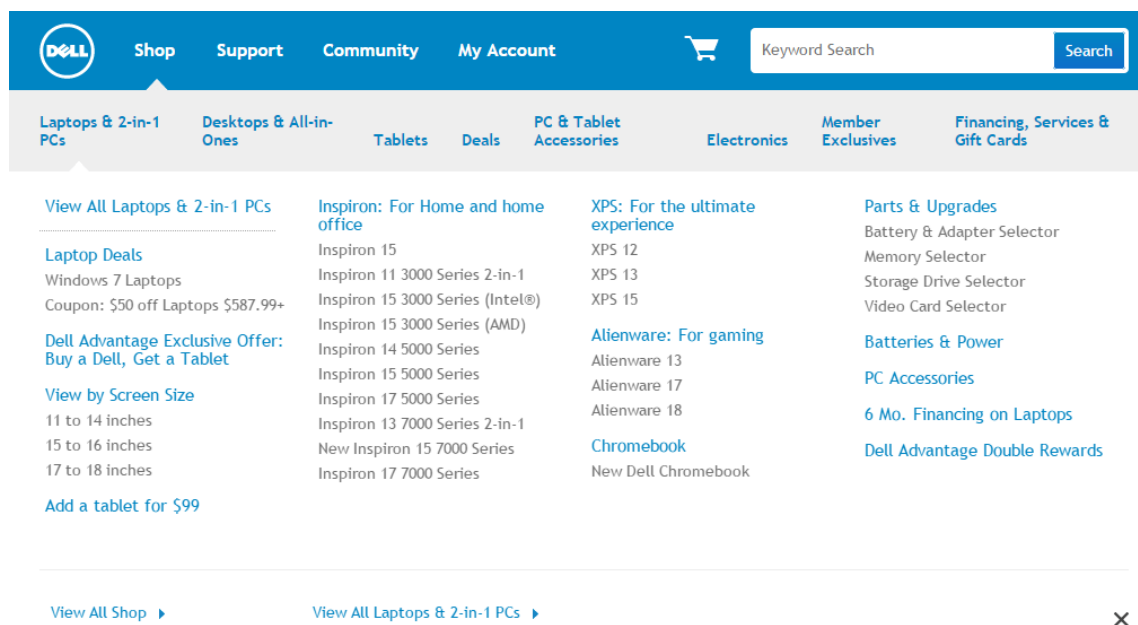 DELL
Shop
Support
Community
My Account
Keyword Search
Search
Laptops & 2-in-1
PCs
Desktops & All-in-
Ones
Tablets
Deals
PC & Tablet
Accessories
Electronics
Member
Exclusives
Financing, Services &
Gift Cards
View All Laptops & 2-in-1 PCs
Laptop Deals
Windows 7 Laptops
Coupon: $50 off Laptops $587.99+
Dell Advantage Exclusive Offer:
Buy a Dell, Get a Tablet
View by Screen Size
11 to 14 inches
15 to 16 inches
17 to 18 inches
Add a tablet for $99
Inspiron: For Home and home
office
Inspiron 15
Inspiron 11 3000 Series 2-in-1
Inspiron 15 3000 Series (Intel®)
Inspiron 15 3000 Series (AMD)
Inspiron 14 5000 Series
Inspiron 15 5000 Series
Inspiron 17 5000 Series
Inspiron 13 7000 Series 2-in-1
New Inspiron 15 7000 Series
Inspiron 17 7000 Series
XPS: For the ultimate
experience
XPS 12
XPS 13
XPS 15
Alienware: For gaming
Alienware 13
Alienware 17
Alienware 18
Chromebook
New Dell Chromebook
Parts & Upgrades
Battery & Adapter Selector
Memory Selector
Storage Drive Selector
Video Card Selector
Batteries & Power
PC Accessories
6 Mo. Financing on Laptops
Dell Advantage Double Rewards
View All Shop
View All Laptops & 2-in-1 PCs